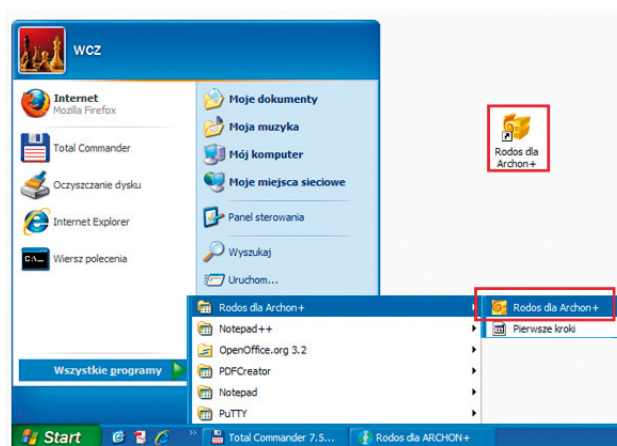 wcz
Internet
Mozilla Firefox
Total Commander
Oczyszczanie dysku
Internet Explorer
Wiersz polecenia
Wszystkie programy
Moje dokumenty
Moja muzyka
Mój komputer
Moje miejsca sieciowe
Panel sterowania
Wyszukaj
Uruchom...
Rodos dla Archon+
Notepad++
OpenOffice.org 3.2
PDFCreator
Notepad
PuTTY
Rodos dla Archon+
Pierwsze kroki
Rodos dla
Archon+
Start
Total Commander 7.5...
Rodos dla ARCHON+